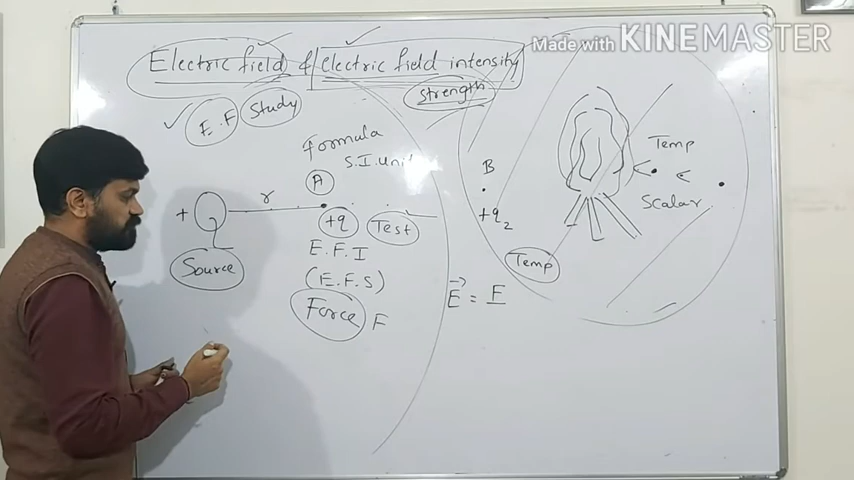 Made with KINEMASTER
Electric field & electric field intensity
strength
E.F Study
Formula
S.I. unit
A
+ Q r
+q Test
Source
E.F.I
(E.F.S)
Force F
B
+q2
E = F
Temp
<
Scalar
Temp